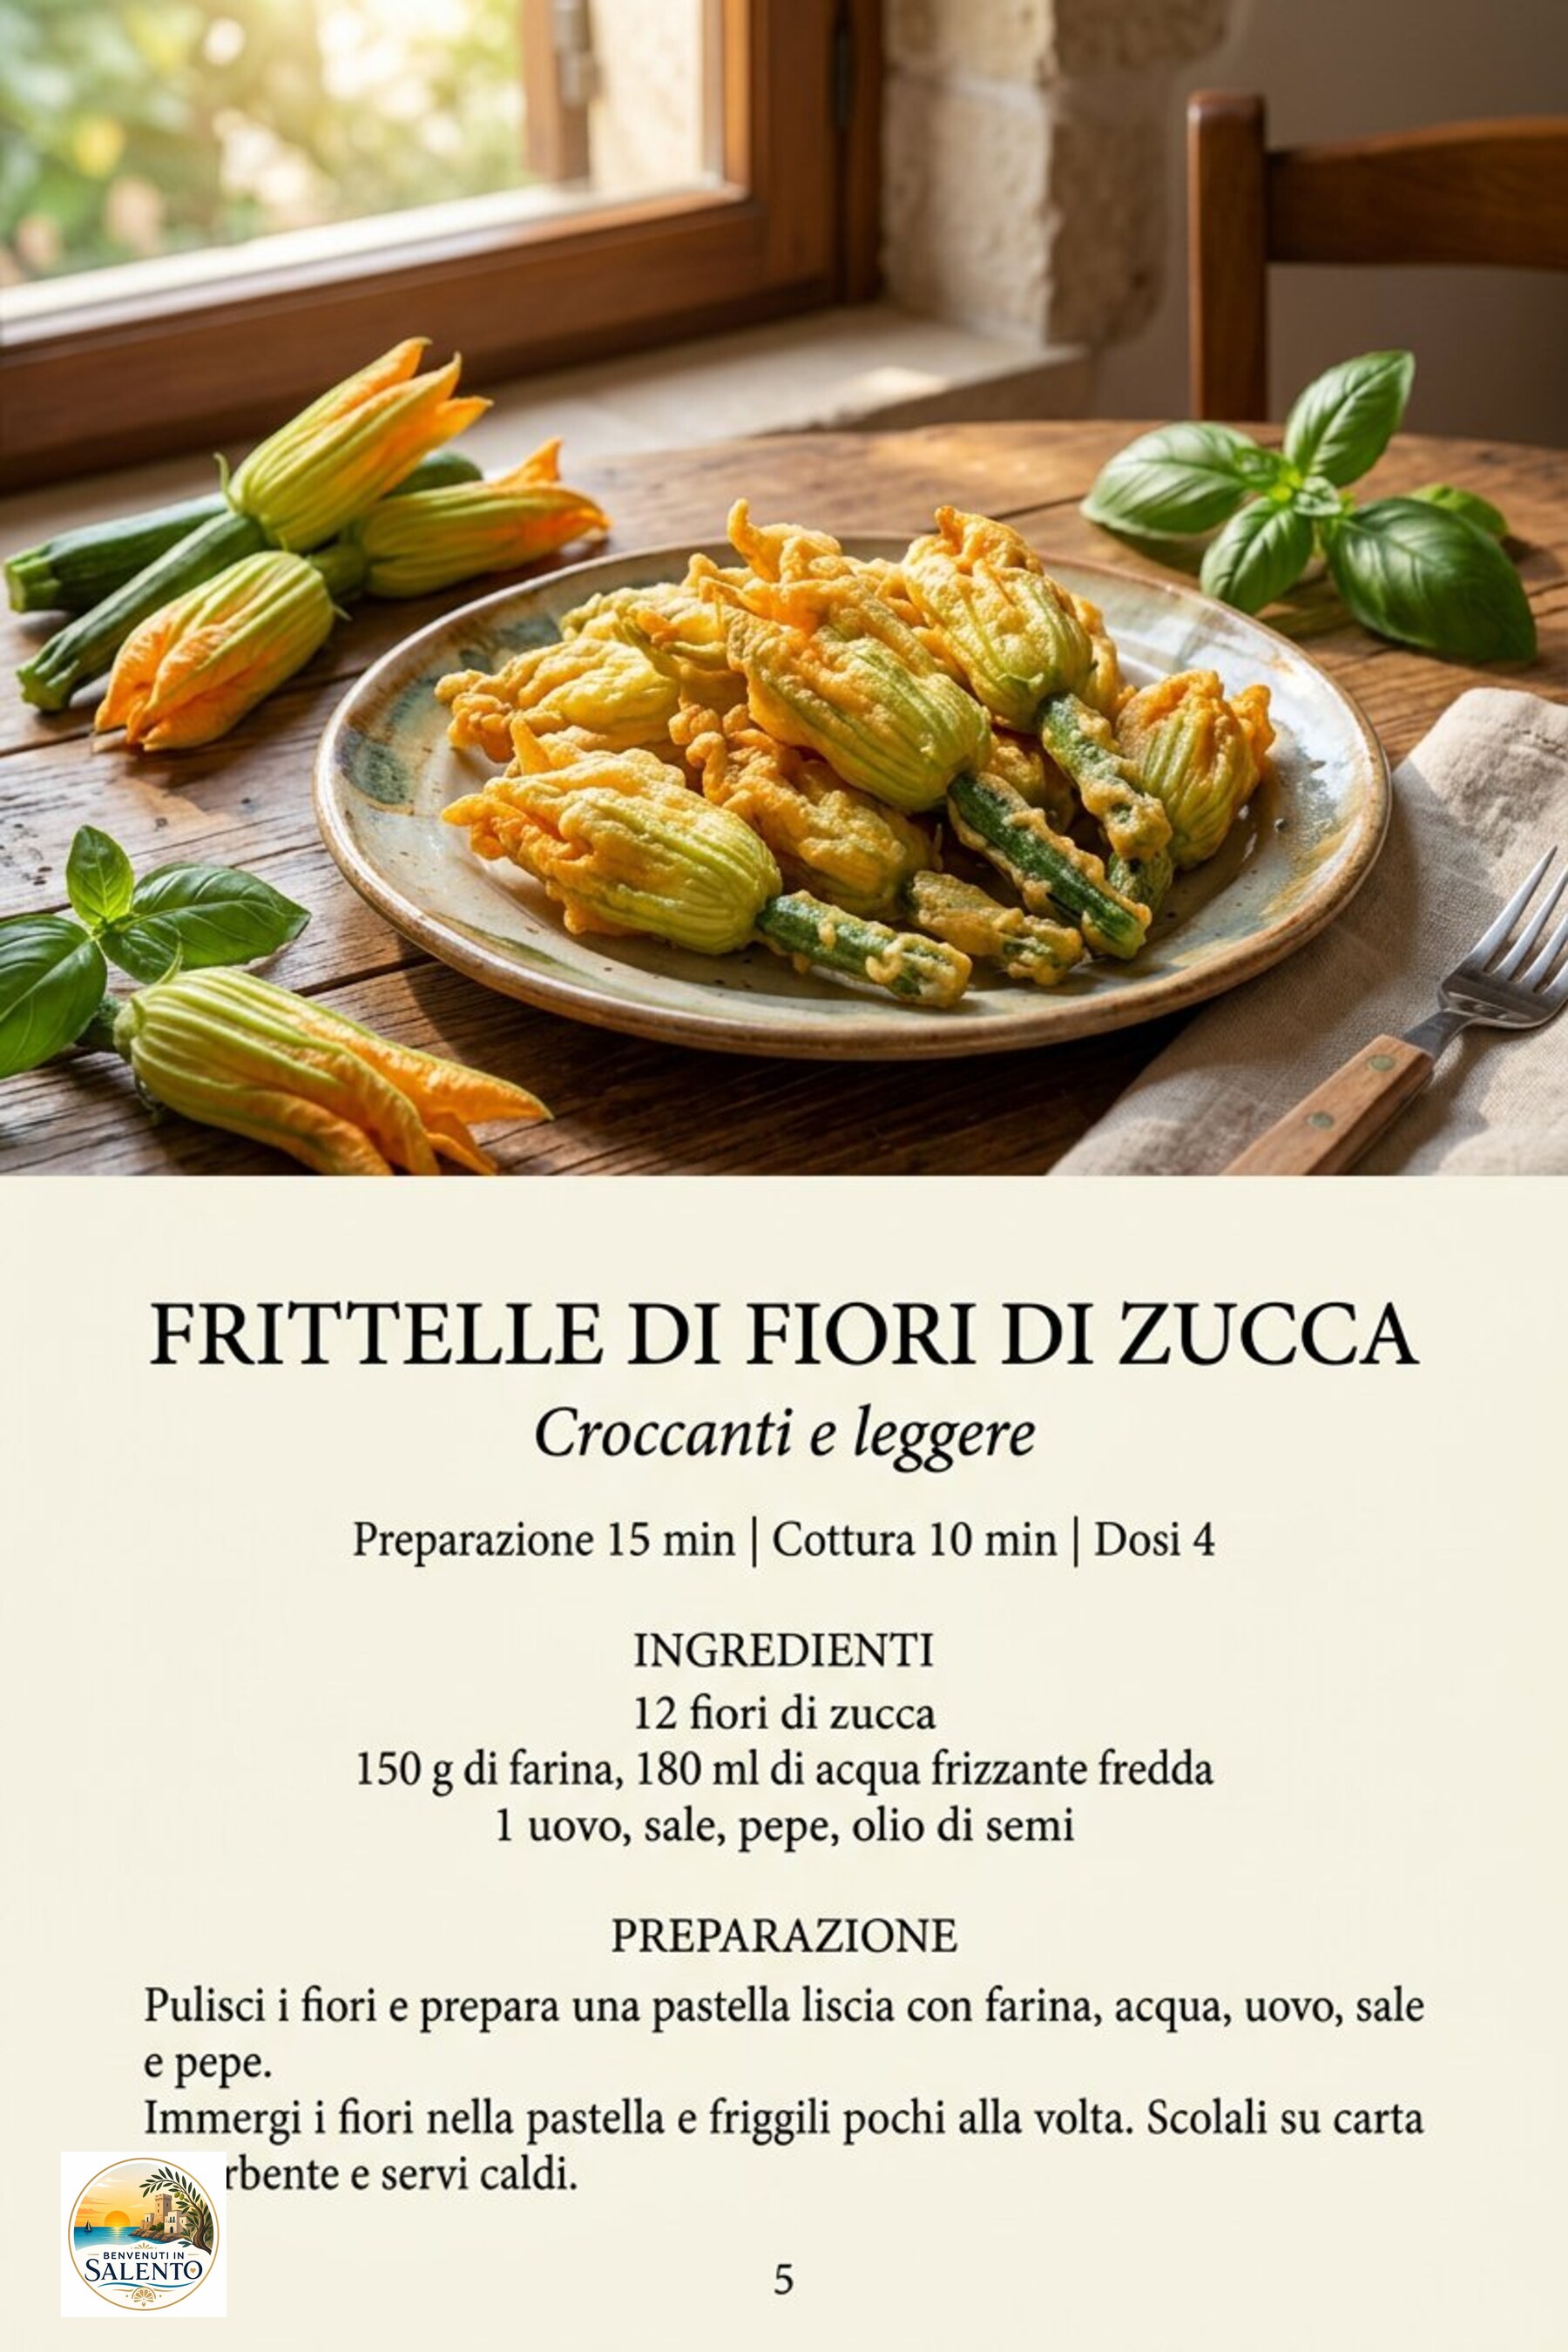 FRITTELLE DI FIORI DI ZUCCA
Croccanti e leggere
Preparazione 15 min | Cottura 10 min | Dosi 4
INGREDIENTI
12 fiori di zucca
150 g di farina, 180 ml di acqua frizzante fredda
1 uovo, sale, pepe, olio di semi
PREPARAZIONE
Pulisci i fiori e prepara una pastella liscia con farina, acqua, uovo, sale
e pepe.
Immergi i fiori nella pastella e friggili pochi alla volta. Scolali su carta
rbente e servi caldi.
BENVENUTI IN
SALENTO
5